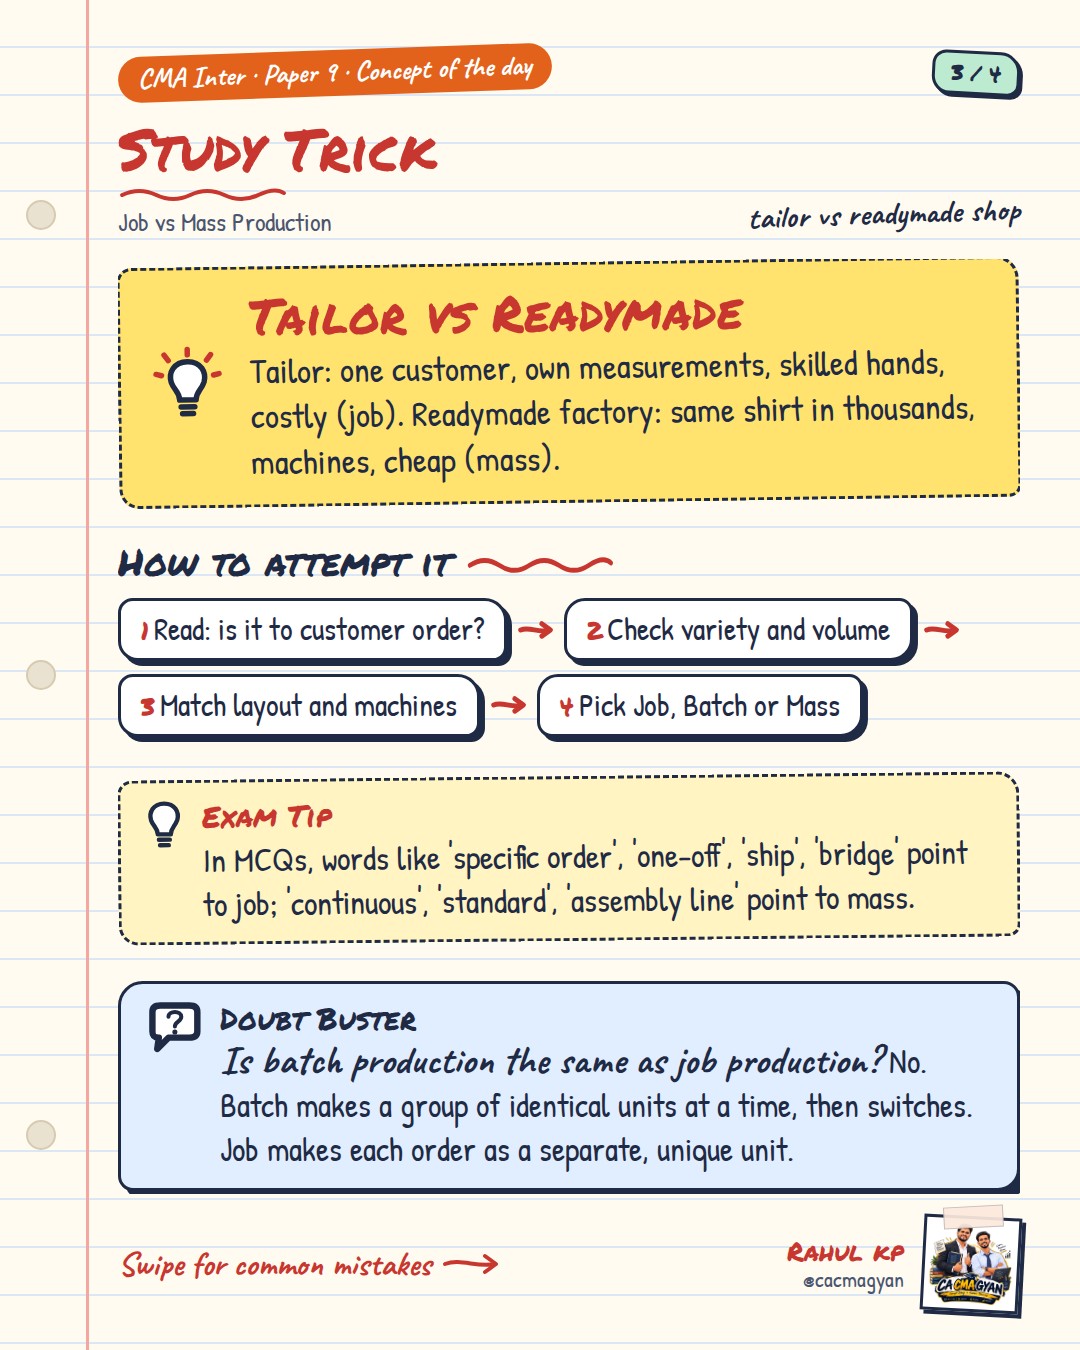 CMA Inter · Paper 9 · Concept of the day
3 / 4
Study Trick
Job vs Mass Production
tailor vs readymade shop
Tailor vs Readymade
Tailor: one customer, own measurements, skilled hands,
costly (job). Readymade factory: same shirt in thousands,
machines, cheap (mass).
How to attempt it
1 Read: is it to customer order?
2 Check variety and volume
3 Match layout and machines
4 Pick Job, Batch or Mass
Exam Tip
In MCQs, words like 'specific order', 'one-off', 'ship', 'bridge' point
to job; 'continuous', 'standard', 'assembly line' point to mass.
Doubt Buster
Is batch production the same as job production? No.
Batch makes a group of identical units at a time, then switches.
Job makes each order as a separate, unique unit.
Swipe for common mistakes
Rahul KP
@cacmagyan
CA CMA GYAN